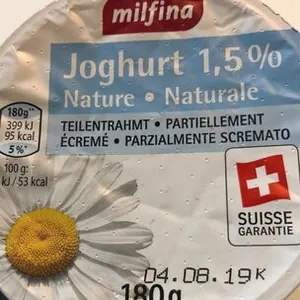 milfina
Joghurt 1,5%
Nature • Naturale
TEILENTRAHMT • PARTIELLEMENT
ÉCREMÉ • PARZIALMENTE SCREMATO
180g**
399 kJ
95 kcal
5%*
100 g:
kJ / 53 kcal
SUISSE
GARANTIE
04.08.19K
180g